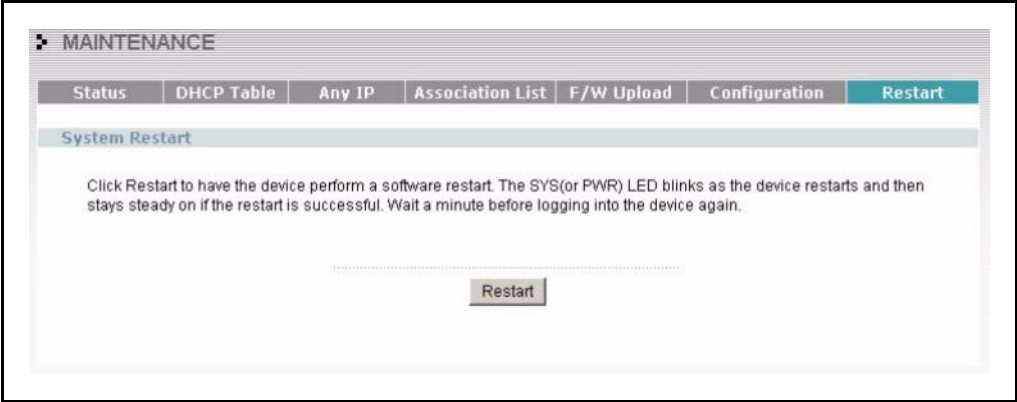 MAINTENANCE
Status DHCP Table Any IP Association List F/W Upload Configuration Restart
System Restart
Click Restart to have the device perform a software restart. The SYS(or PWR) LED blinks as the device restarts and then
stays steady on if the restart is successful. Wait a minute before logging into the device again.
Restart